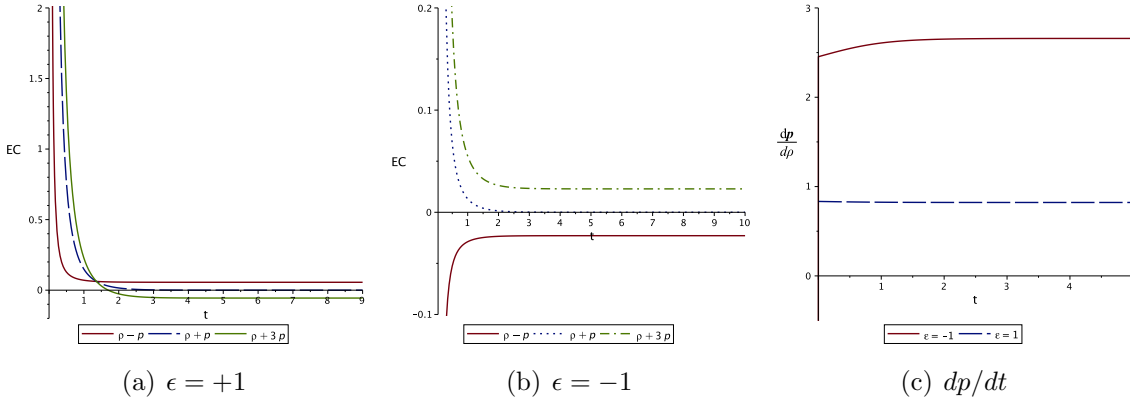 2
1.5
EC
1
0.5
0
1 2 3 4 5 6 7 8 9
t
ρ − p ρ + p ρ + 3 p
(a) ϵ = +1
0.2
0.1
EC
0
1 2 3 4 5 6 7 8 9 10
t
−0.1
ρ − p ρ + p ρ + 3 p
(b) ϵ = −1
3
2
dp
dρ
1
0
1 2 3 4
t
ε = −1 ε = 1
(c) dp/dt